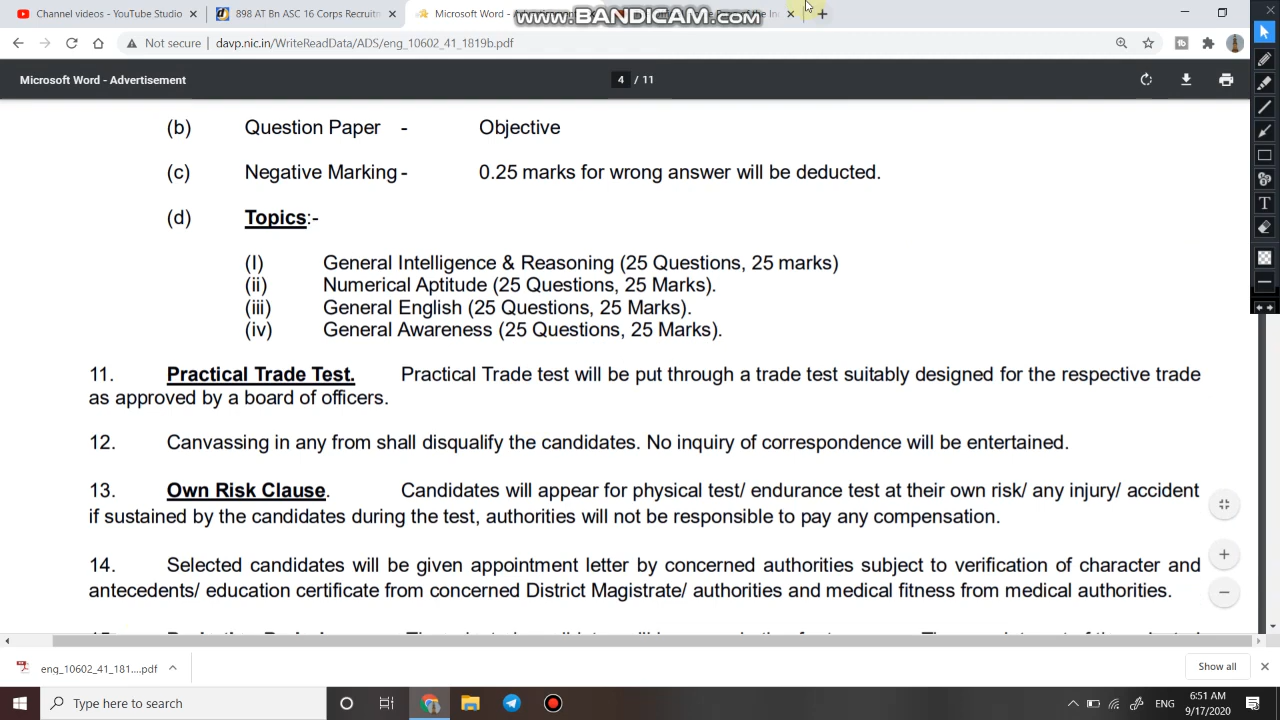 Channel videos - YouTube Studio
898 AT Bn ASC 16 Corps Recruitm
Microsoft Word - Adver
www.BANDICAM.com
Not secure | davp.nic.in/WriteReadData/ADS/eng_10602_41_1819b.pdf
Microsoft Word - Advertisement
4 / 11
(b) Question Paper - Objective
(c) Negative Marking - 0.25 marks for wrong answer will be deducted.
(d) Topics:-
(I) General Intelligence & Reasoning (25 Questions, 25 marks)
(ii) Numerical Aptitude (25 Questions, 25 Marks).
(iii) General English (25 Questions, 25 Marks).
(iv) General Awareness (25 Questions, 25 Marks).
11. Practical Trade Test. Practical Trade test will be put through a trade test suitably designed for the respective trade
as approved by a board of officers.
12. Canvassing in any from shall disqualify the candidates. No inquiry of correspondence will be entertained.
13. Own Risk Clause. Candidates will appear for physical test/ endurance test at their own risk/ any injury/ accident
if sustained by the candidates during the test, authorities will not be responsible to pay any compensation.
14. Selected candidates will be given appointment letter by concerned authorities subject to verification of character and
antecedents/ education certificate from concerned District Magistrate/ authorities and medical fitness from medical authorities.
eng_10602_41_181....pdf
Show all
Type here to search
ENG
6:51 AM
9/17/2020